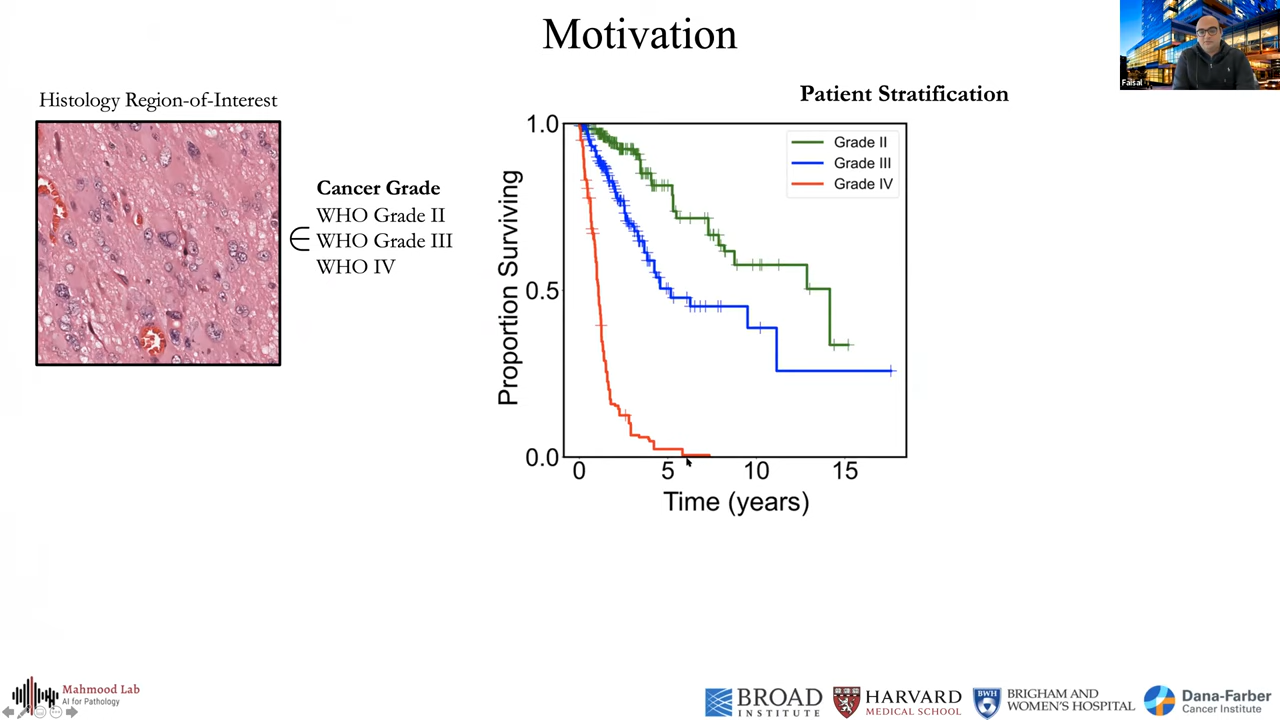 Motivation
Faisal
Histology Region-of-Interest
Cancer Grade
WHO Grade II
∈ WHO Grade III
WHO IV
Patient Stratification
Proportion Surviving
1.0
0.5
0.0
Grade II
Grade III
Grade IV
0 5 10 15
Time (years)
Mahmood Lab
AI for Pathology
BROAD
INSTITUTE
HARVARD
MEDICAL SCHOOL
BWH
BRIGHAM AND
WOMEN'S HOSPITAL
Dana-Farber
Cancer Institute